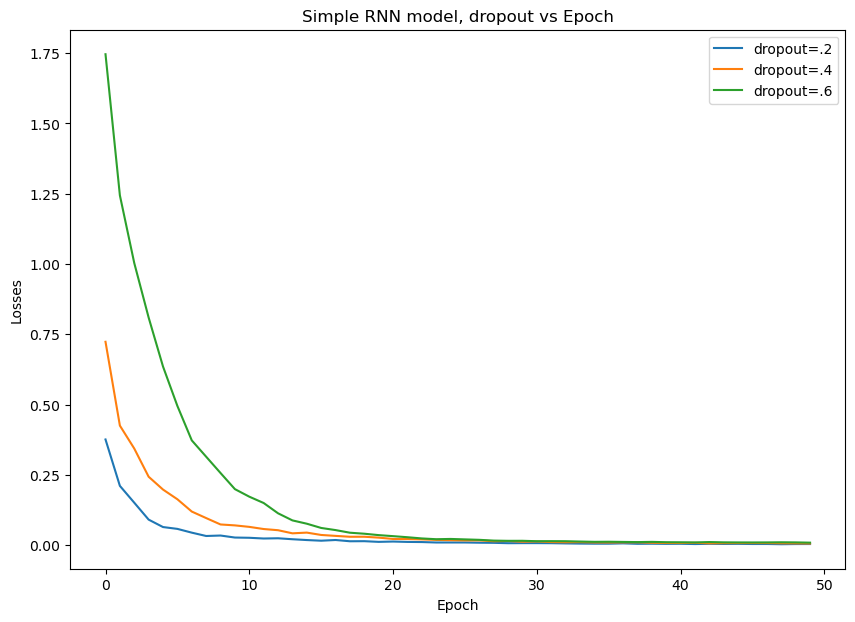 Simple RNN model, dropout vs Epoch
dropout=.2
dropout=.4
dropout=.6
1.75
1.50
1.25
1.00
0.75
0.50
0.25
0.00
Losses
0 10 20 30 40 50
Epoch